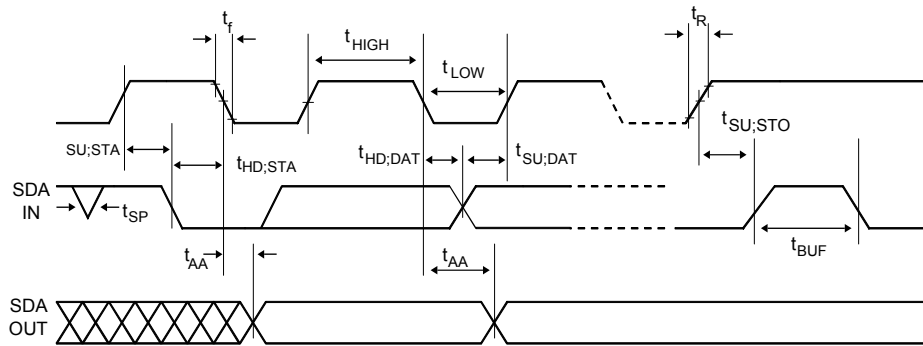 tf
tR
tHIGH
tLOW
tSU;STO
SU;STA
tHD;STA
tHD;DAT
tSU;DAT
SDA
IN
tSP
tBUF
tAA
tAA
SDA
OUT